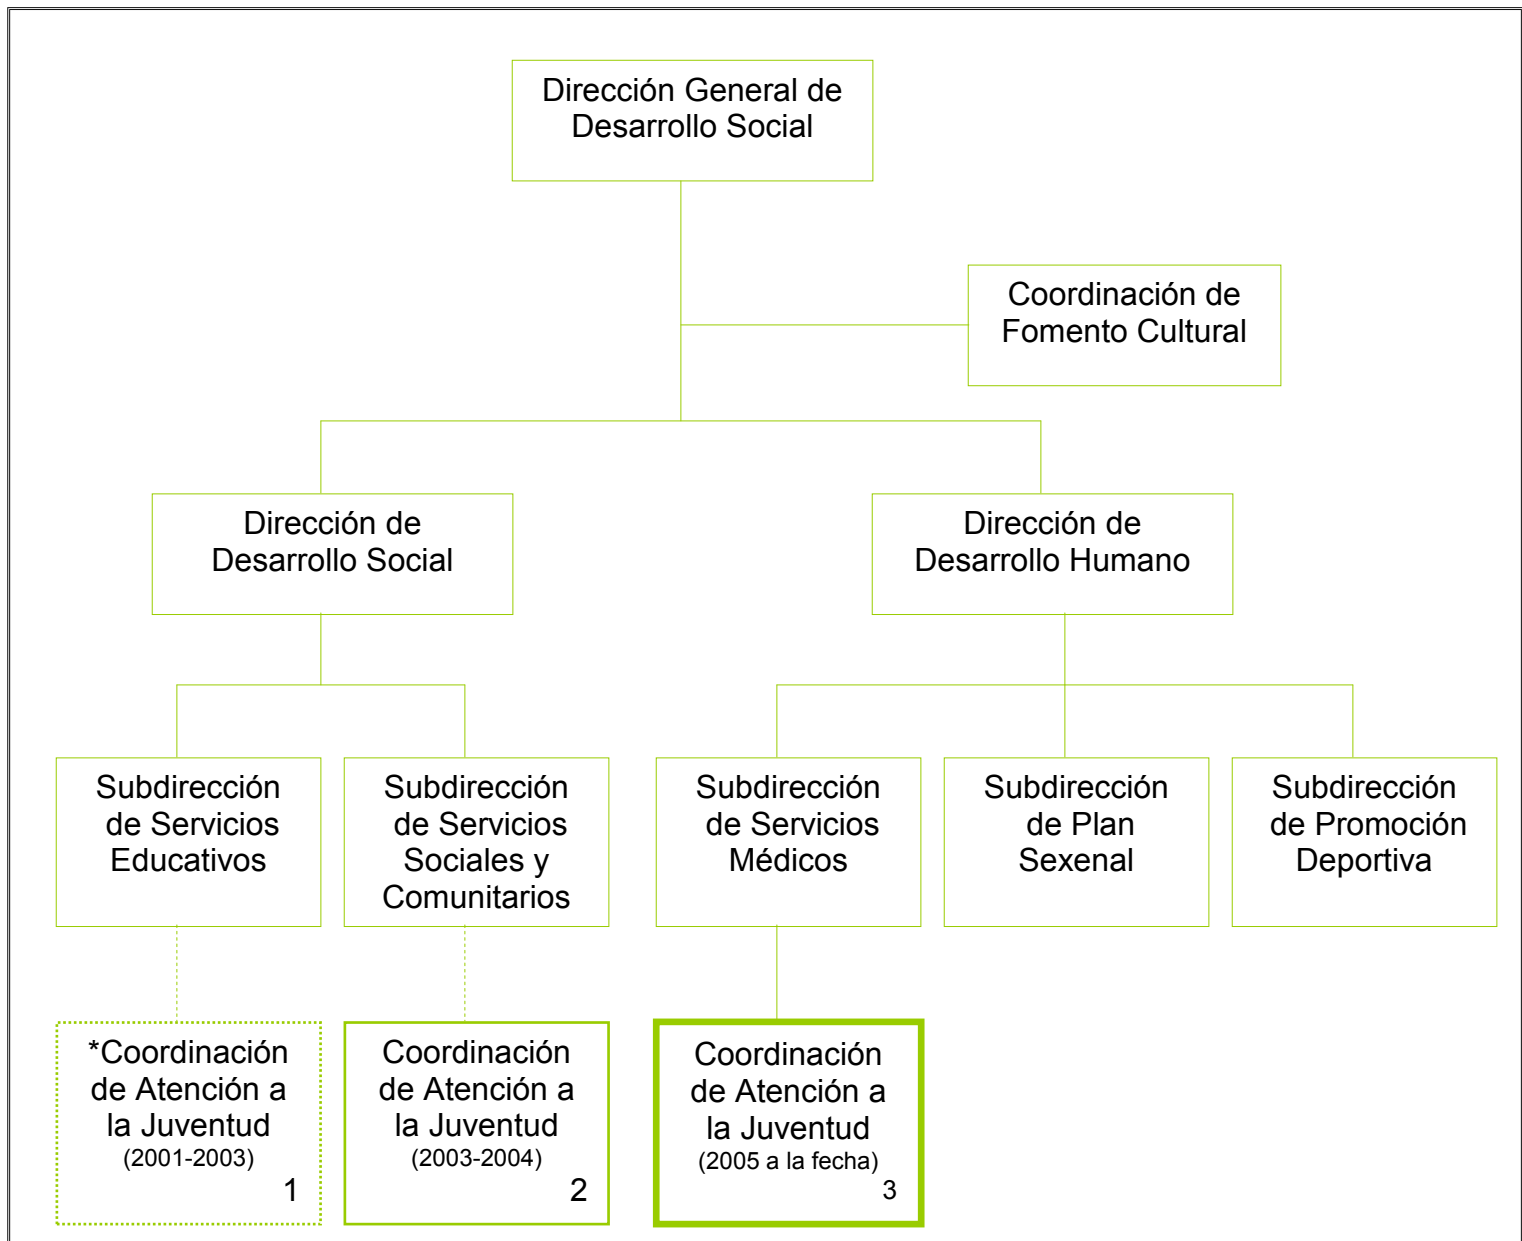 Dirección General de
Desarrollo Social
Coordinación de
Fomento Cultural
Dirección de
Desarrollo Social
Dirección de
Desarrollo Humano
Subdirección
de Servicios
Educativos
Subdirección
de Servicios
Sociales y
Comunitarios
Subdirección
de Servicios
Médicos
Subdirección
de Plan
Sexenal
Subdirección
de Promoción
Deportiva
*Coordinación
de Atención a
la Juventud
(2001-2003)
1
Coordinación
de Atención a
la Juventud
(2003-2004)
2
Coordinación
de Atención a
la Juventud
(2005 a la fecha)
3